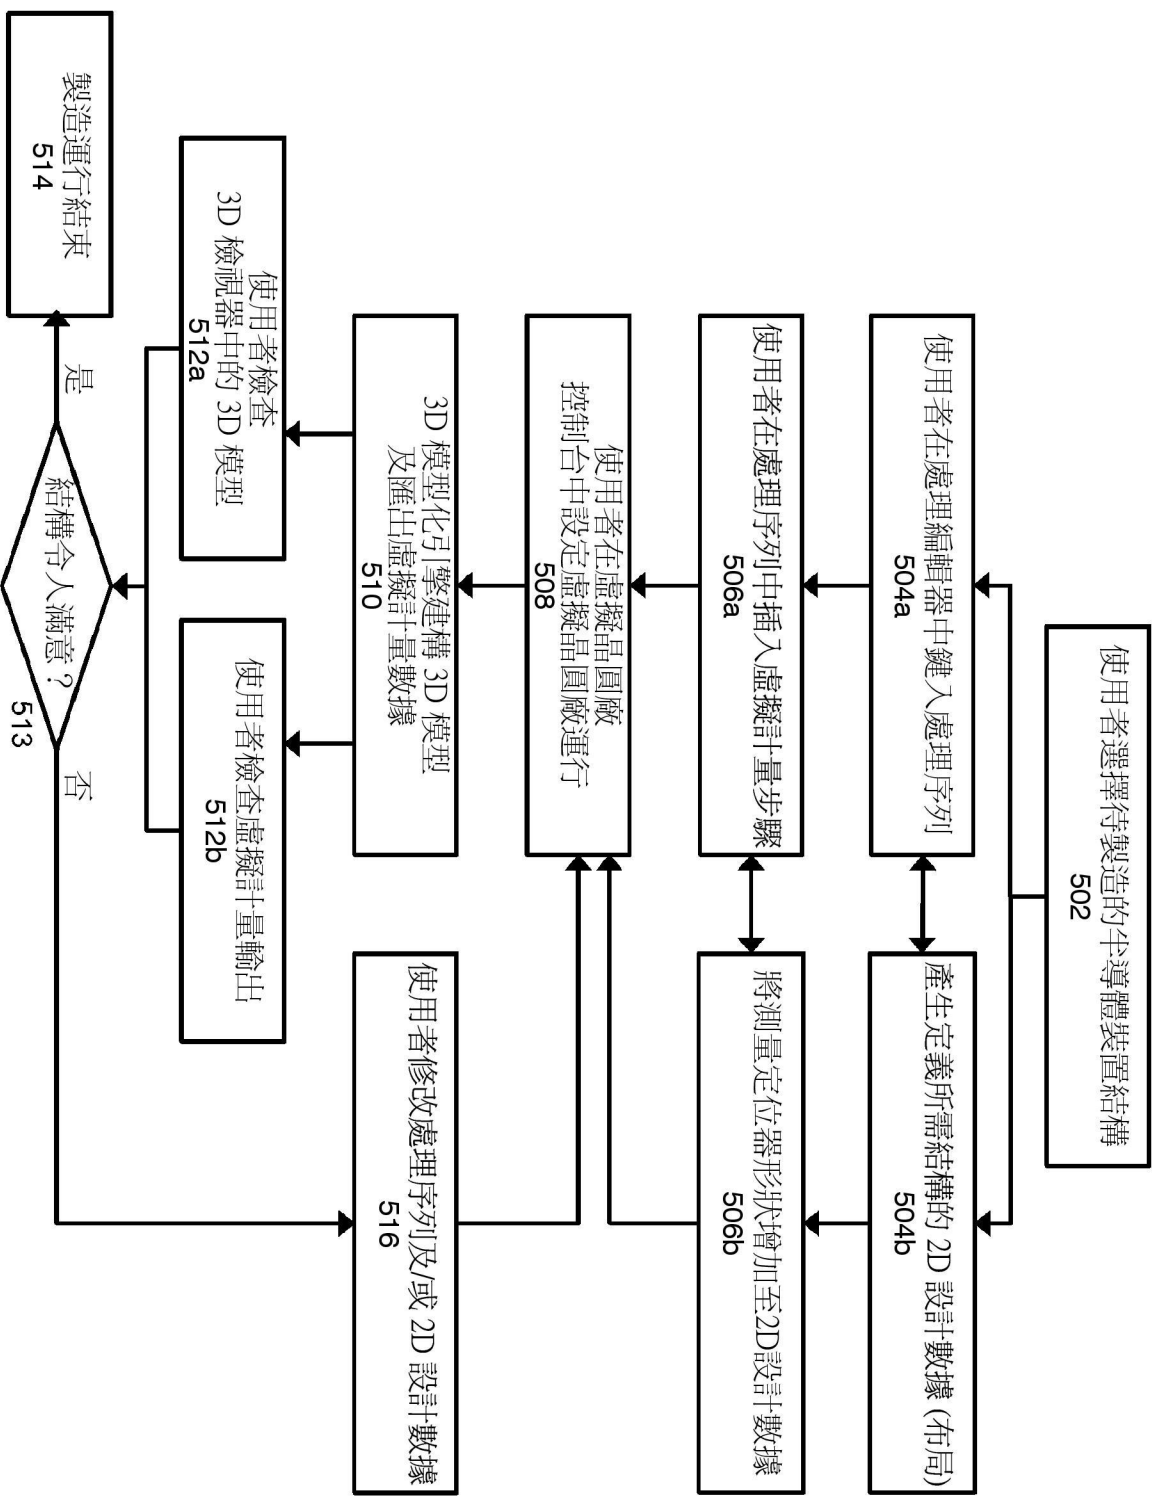 使用者選擇待製造的半導體裝置結構
502
使用者在處理編輯器中鍵入處理序列
504a
產生定義所需結構的 2D 設計數據 (布局)
504b
使用者在處理序列中插入虛擬計量步驟
506a
將測量定位器形狀增加至2D設計數據
506b
使用者在虛擬晶圓廠
控制台中設定虛擬晶圓廠運行
508
3D 模型化引擎建構 3D 模型
及匯出虛擬計量數據
510
使用者修改處理序列及/或 2D 設計數據
516
使用者檢查
3D 檢視器中的 3D 模型
512a
使用者檢查虛擬計量輸出
512b
結構令人滿意？
513
是
否
製造運行結束
514